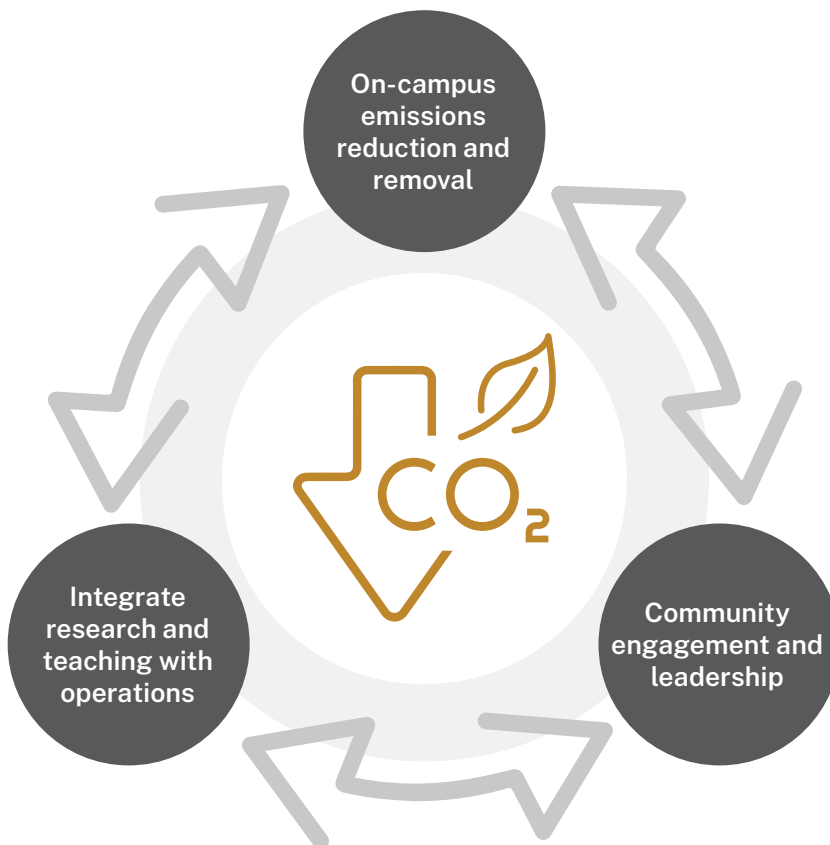 On-campus
emissions
reduction and
removal
CO₂
Integrate
research and
teaching with
operations
Community
engagement and
leadership